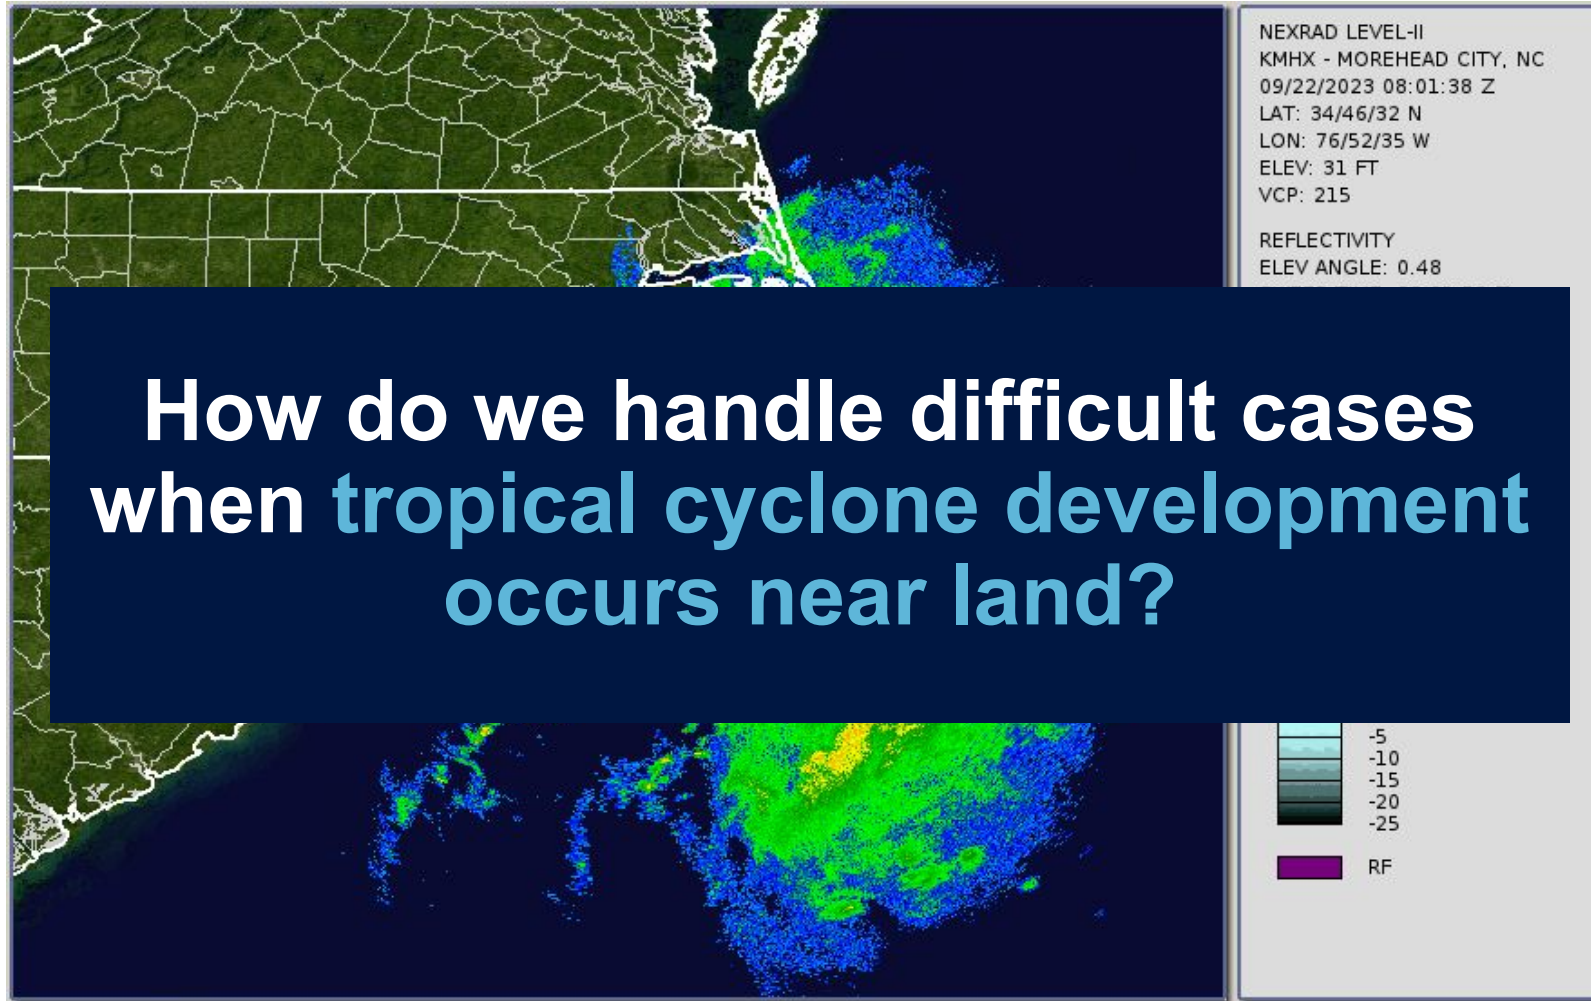 NEXRAD LEVEL-II
KMHX - MOREHEAD CITY, NC
09/22/2023 08:01:38 Z
LAT: 34/46/32 N
LON: 76/52/35 W
ELEV: 31 FT
VCP: 215
REFLECTIVITY
ELEV ANGLE: 0.48
How do we handle difficult cases
when tropical cyclone development
occurs near land?
-5
-10
-15
-20
-25
RF